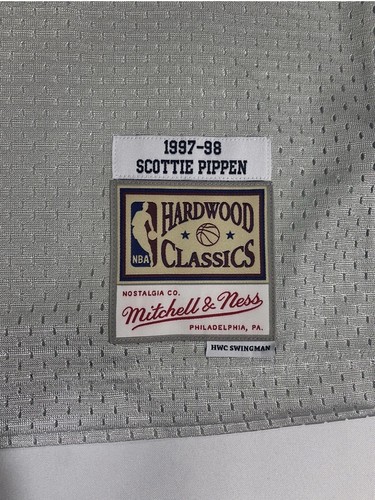 1997-98
SCOTTIE PIPPEN
NBA
HARDWOOD
CLASSICS
NOSTALGIA CO.
Mitchell & Ness
PHILADELPHIA, PA.
HWC SWINGMAN